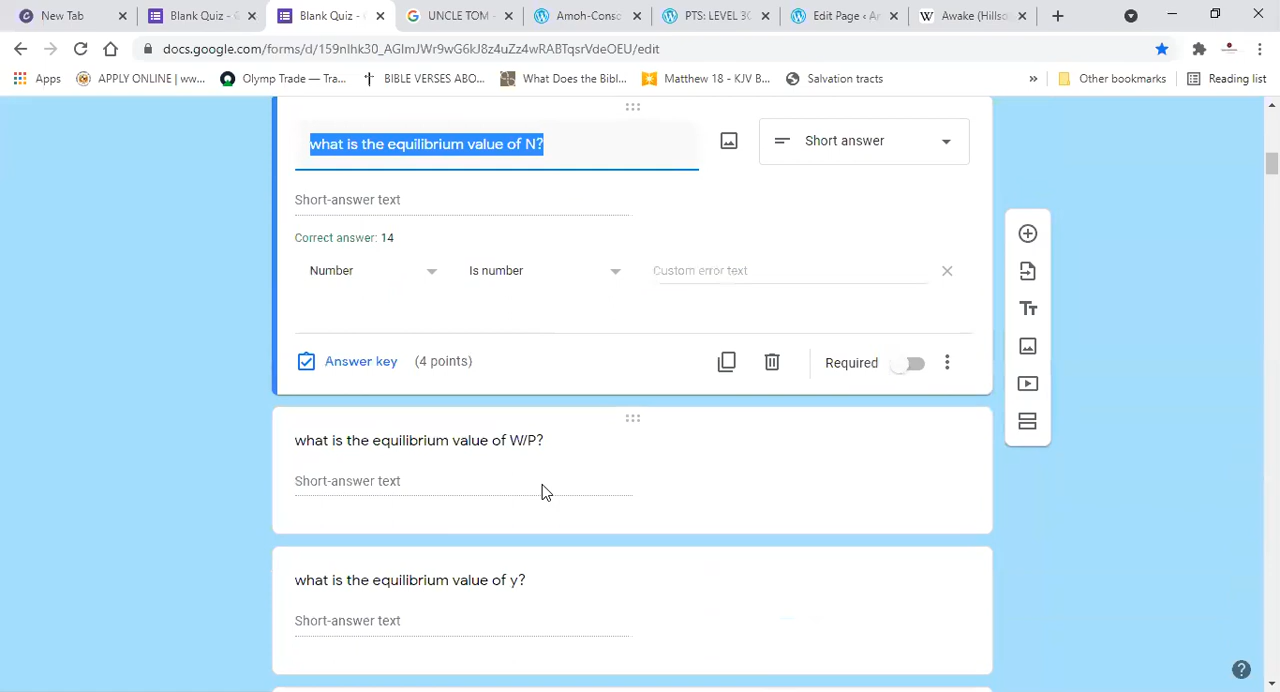 New Tab
Blank Quiz - G
Blank Quiz -
UNCLE TOM -
Amoh-Conso
PTS: LEVEL 30
Edit Page ‹ A
Awake (Hillso
docs.google.com/forms/d/159nIhk30_AGlmJWr9wG6kJ8z4uZz4wRABTqsrVdeOEU/edit
Apps
APPLY ONLINE | ww...
Olymp Trade — Tra...
BIBLE VERSES ABO...
What Does the Bibl...
Matthew 18 - KJV B...
Salvation tracts
»
Other bookmarks
Reading list
what is the equilibrium value of N?
Short answer
Short-answer text
Correct answer: 14
Number
Is number
Custom error text
Answer key
(4 points)
Required
what is the equilibrium value of W/P?
Short-answer text
what is the equilibrium value of y?
Short-answer text